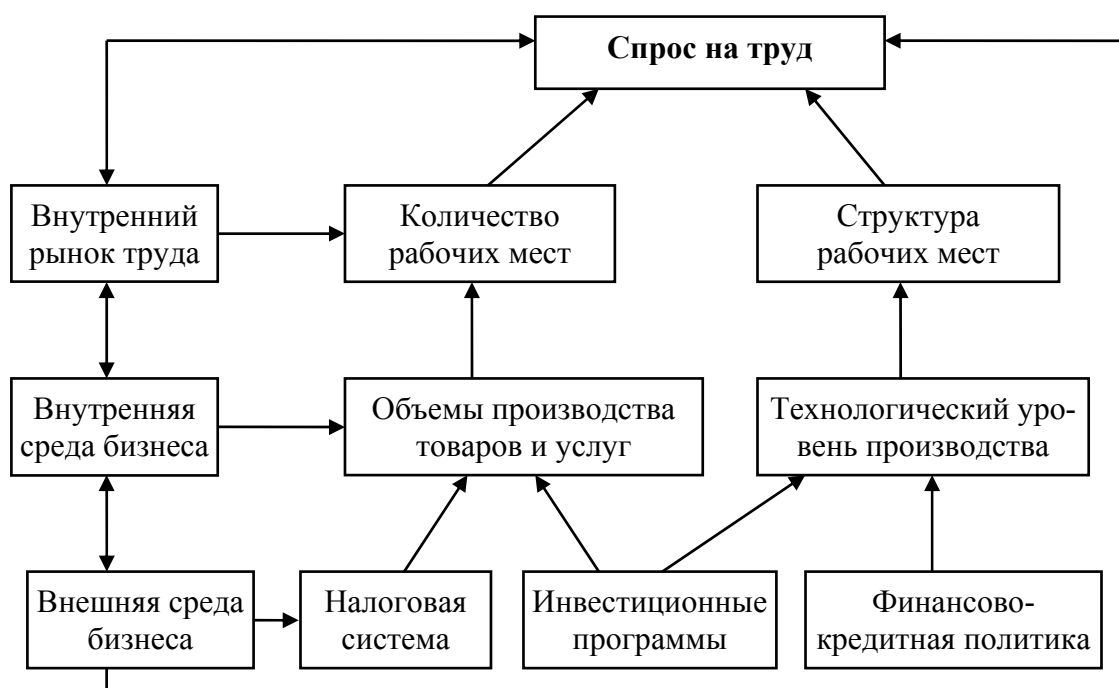 Спрос на труд
Внутренний
рынок труда
Количество
рабочих мест
Структура
рабочих мест
Внутренняя
среда бизнеса
Объемы производства
товаров и услуг
Технологический уро-
вень производства
Внешняя среда
бизнеса
Налоговая
система
Инвестиционные
программы
Финансово-
кредитная политика